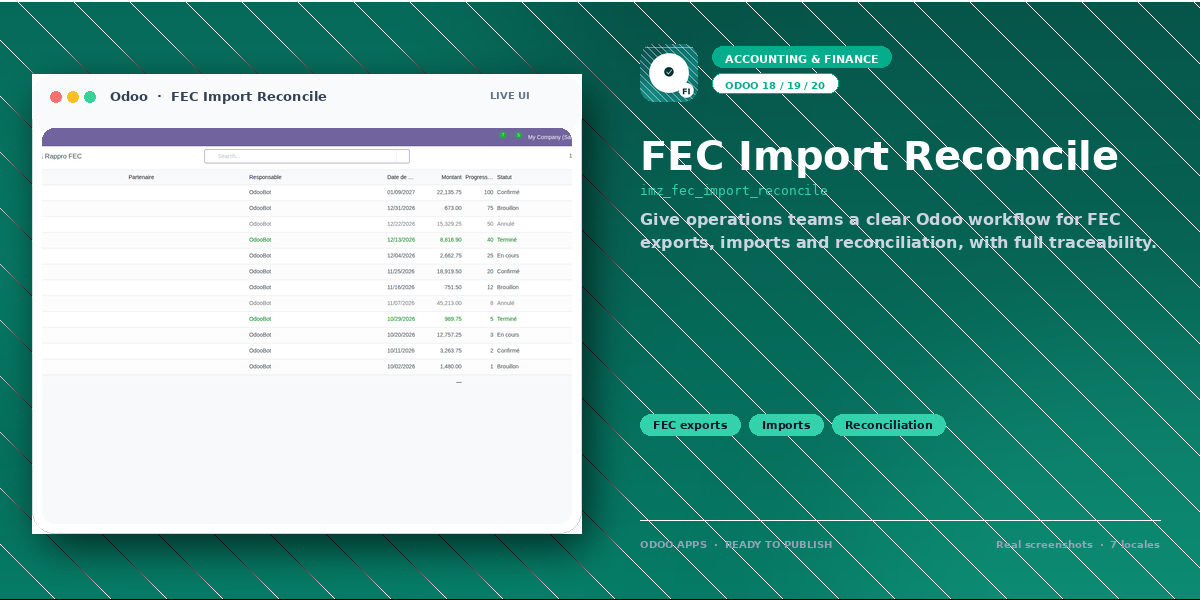 Odoo · FEC Import Reconcile
LIVE UI
My Company (Sa
Rappro FEC
Search...
1
Partenaire Responsable Date de ... Montant Progress... Statut
OdooBot 01/09/2027 22,135.75 100 Confirmé
OdooBot 12/31/2026 673.00 75 Brouillon
OdooBot 12/22/2026 15,329.25 50 Annulé
OdooBot 12/13/2026 8,816.90 40 Terminé
OdooBot 12/04/2026 2,662.75 25 En cours
OdooBot 11/25/2026 18,919.50 20 Confirmé
OdooBot 11/16/2026 751.50 12 Brouillon
OdooBot 11/07/2026 45,213.00 8 Annulé
OdooBot 10/29/2026 989.75 5 Terminé
OdooBot 10/20/2026 12,757.25 3 En cours
OdooBot 10/11/2026 3,263.75 2 Confirmé
OdooBot 10/02/2026 1,480.00 1 Brouillon
—
FI
ACCOUNTING & FINANCE
ODOO 18 / 19 / 20
FEC Import Reconcile
imz_fec_import_reconcile
Give operations teams a clear Odoo workflow for FEC
exports, imports and reconciliation, with full traceability.
FEC exports
Imports
Reconciliation
ODOO APPS · READY TO PUBLISH
Real screenshots · 7 locales